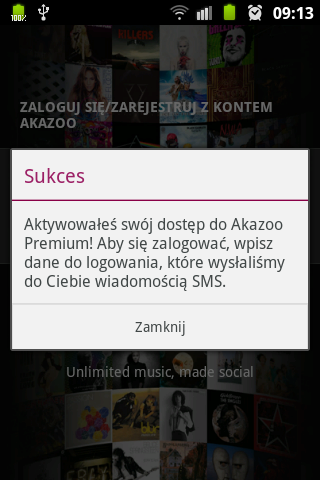 100%
09:13
KILLERS
ZALOGUJ SIE/ZAREJESTRUJ Z KONTEM
AKAZOO
Sukces
Aktywowałeś swój dostęp do Akazoo
Premium! Aby się zalogować, wpisz
dane do logowania, które wysłaliśmy
do Ciebie wiadomością SMS.
Zamknij
Unlimited music, made social